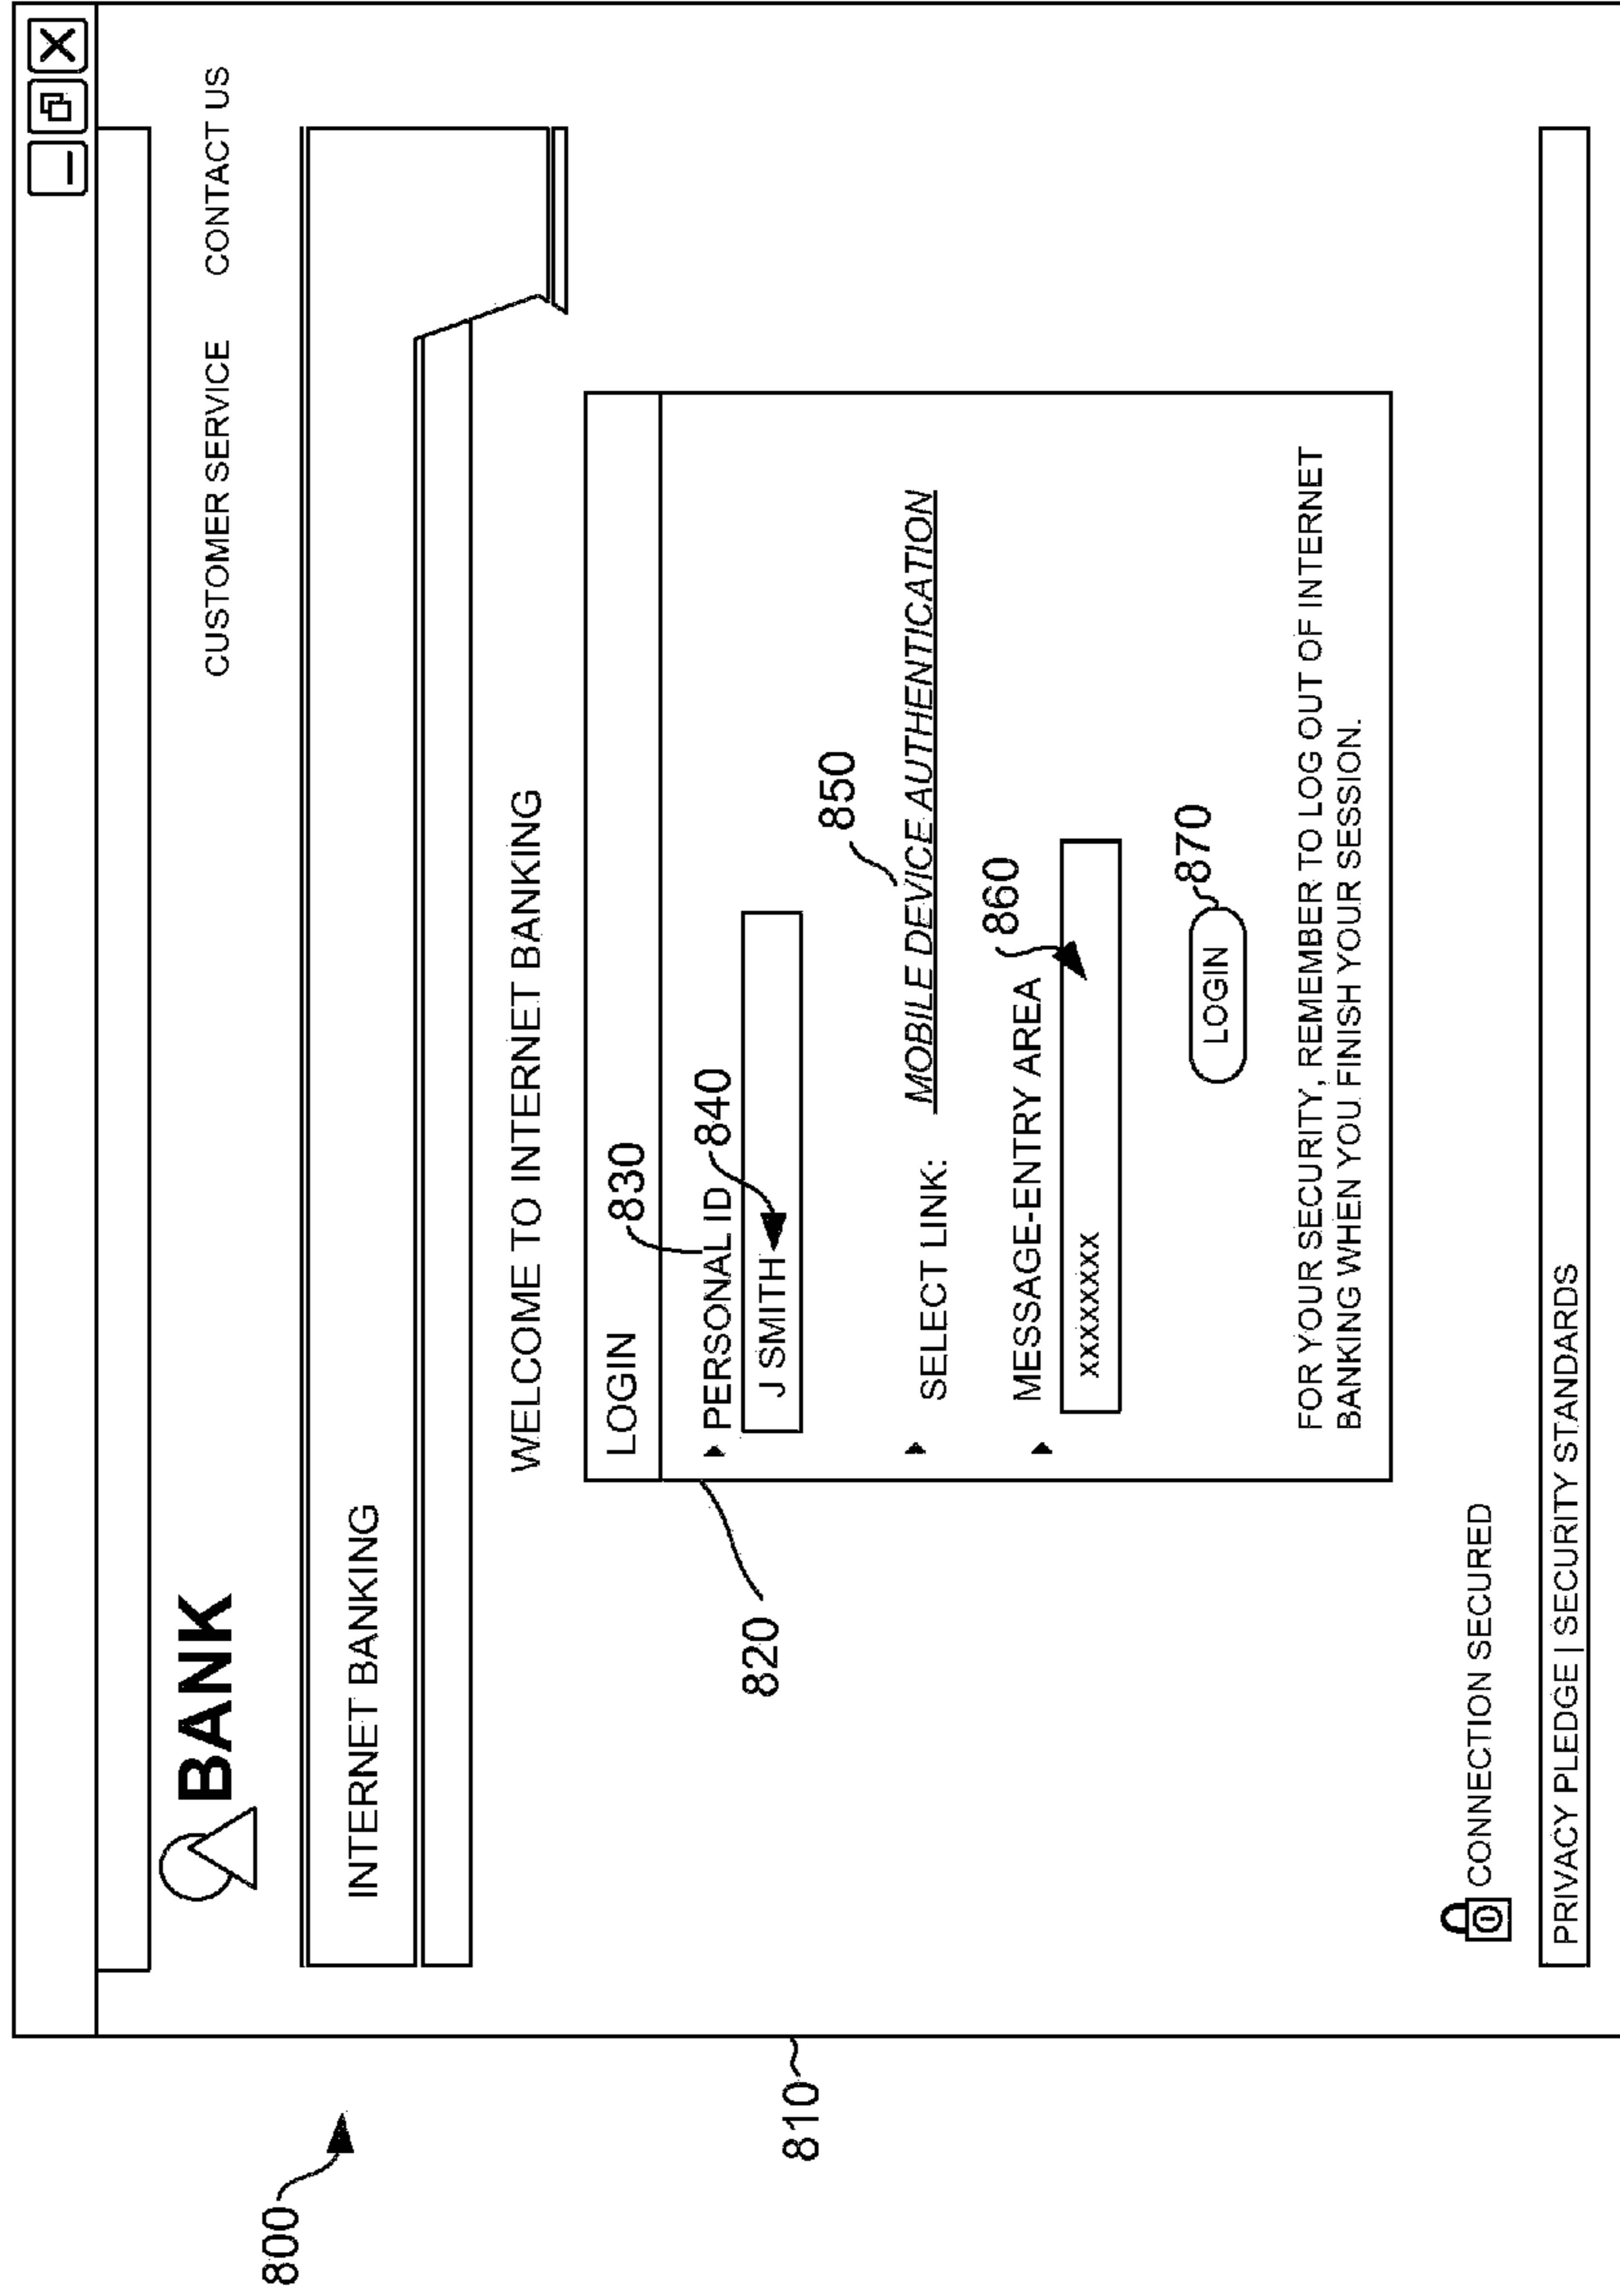 BANK
CUSTOMER SERVICE CONTACT US
INTERNET BANKING
WELCOME TO INTERNET BANKING
LOGIN
830
PERSONAL ID
840
J SMITH
820
850
SELECT LINK: MOBILE DEVICE AUTHENTICATION
860
MESSAGE-ENTRY AREA
xxxxxxxx
870
LOGIN
FOR YOUR SECURITY, REMEMBER TO LOG OUT OF INTERNET
BANKING WHEN YOU FINISH YOUR SESSION.
CONNECTION SECURED
PRIVACY PLEDGE | SECURITY STANDARDS
800
810